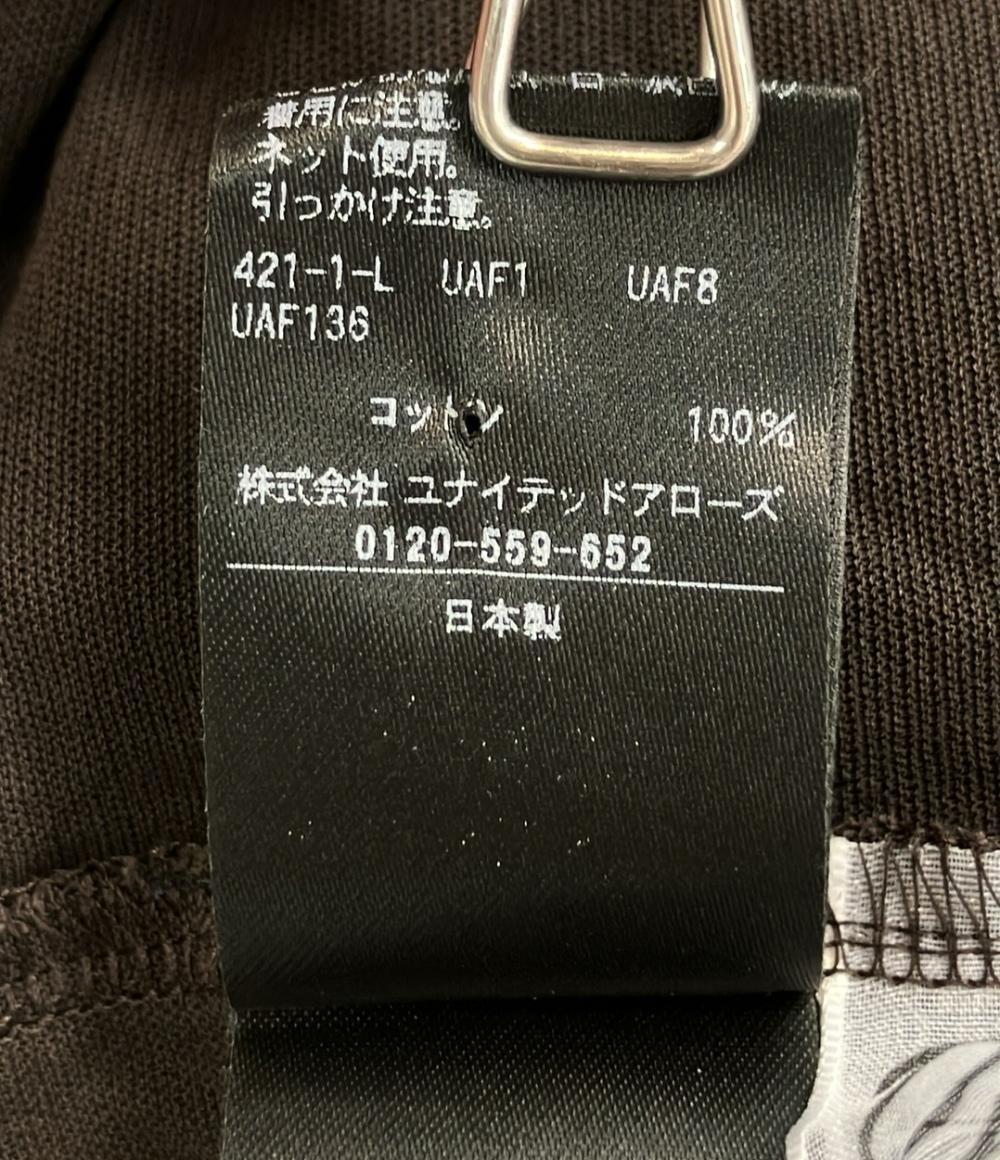 着用に注意。
ネット使用。
引っかけ注意。
421-1-L UAF1 UAF8
UAF136
コットン 100%
株式会社 ユナイテッドアローズ
0120-559-652
日本製